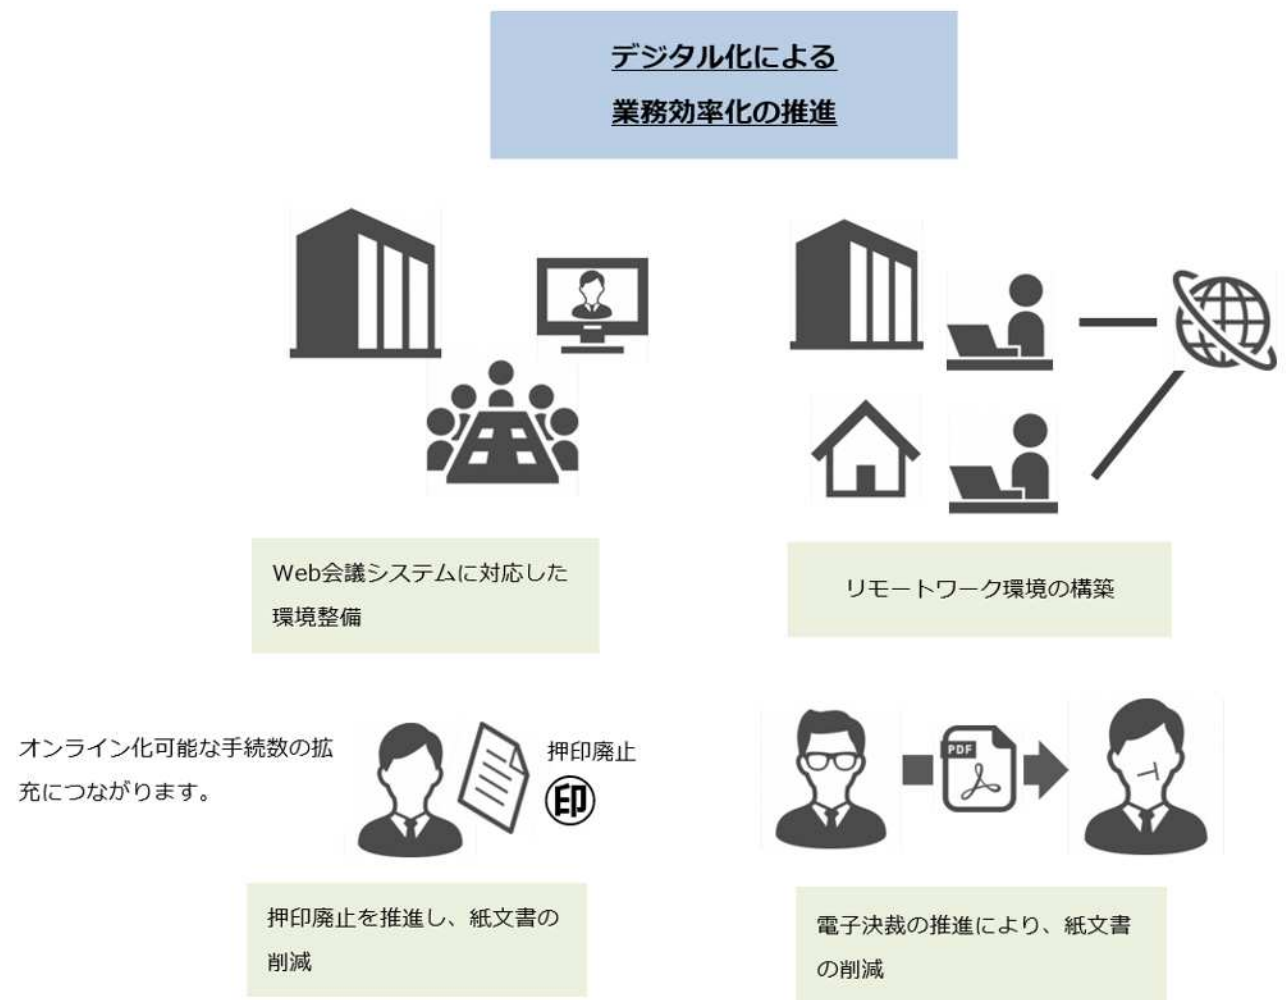 デジタル化による
業務効率化の推進
Web会議システムに対応した
環境整備
リモートワーク環境の構築
オンライン化可能な手続数の拡
充につながります。
押印廃止
印
PDF
押印廃止を推進し、紙文書の
削減
電子決裁の推進により、紙文書
の削減